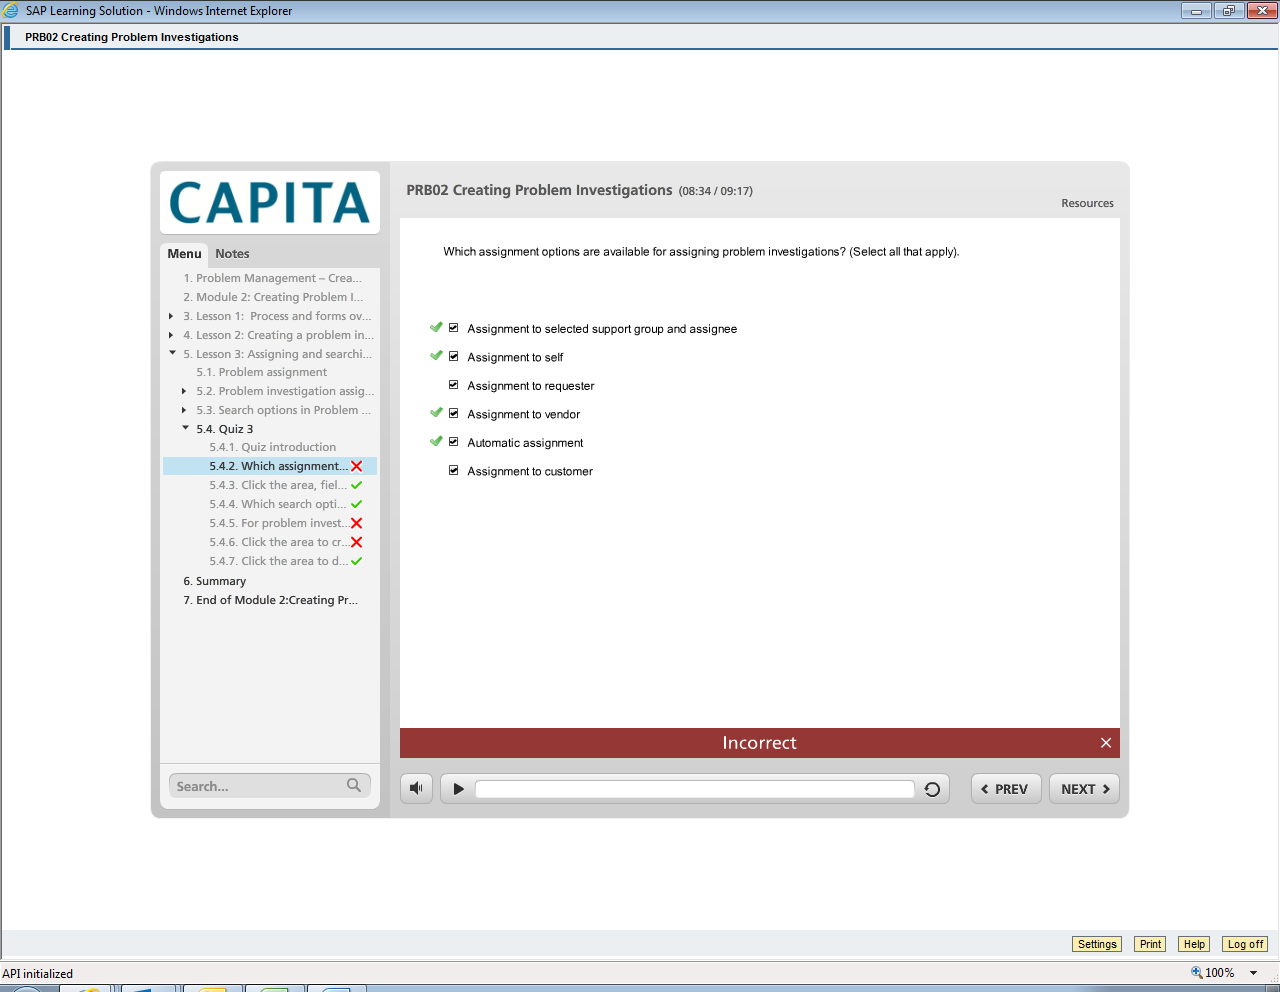 SAP Learning Solution - Windows Internet Explorer
PRB02 Creating Problem Investigations
CAPITA
PRB02 Creating Problem Investigations (08:34 / 09:17)
Resources
Menu Notes
1. Problem Management – Crea...
2. Module 2: Creating Problem I...
3. Lesson 1: Process and forms ov...
4. Lesson 2: Creating a problem in...
5. Lesson 3: Assigning and searchi...
5.1. Problem assignment
5.2. Problem investigation assig...
5.3. Search options in Problem ...
5.4. Quiz 3
5.4.1. Quiz introduction
5.4.2. Which assignment...
5.4.3. Click the area, fiel...
5.4.4. Which search opti...
5.4.5. For problem invest...
5.4.6. Click the area to cr...
5.4.7. Click the area to d...
6. Summary
7. End of Module 2:Creating Pr...
Search...
Which assignment options are available for assigning problem investigations? (Select all that apply).
Assignment to selected support group and assignee
Assignment to self
Assignment to requester
Assignment to vendor
Automatic assignment
Assignment to customer
Incorrect
PREV
NEXT
Settings Print Help Log off
API initialized
100%